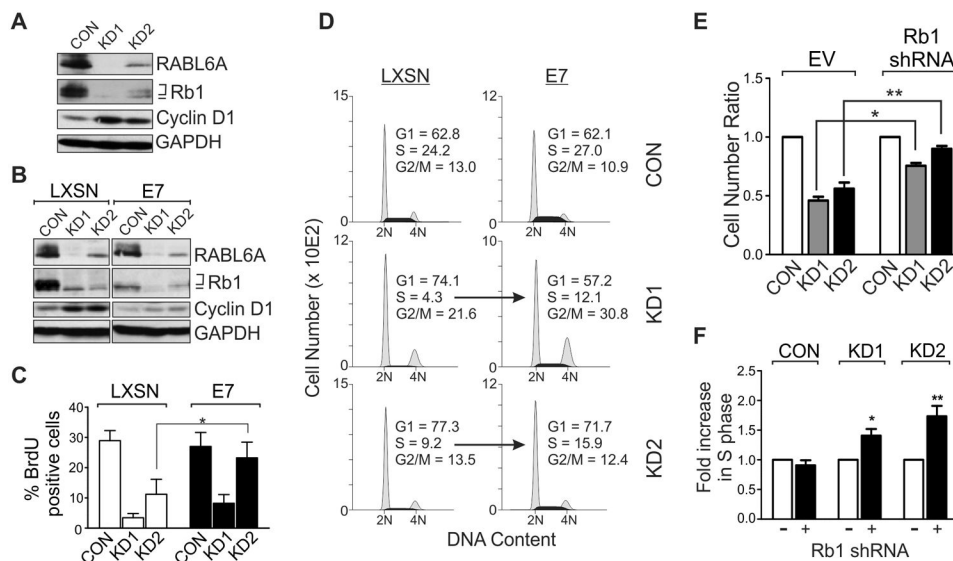 A
CON KD1 KD2
RABL6A
Rb1
Cyclin D1
GAPDH
B
LXSN E7
CON KD1 KD2 CON KD1 KD2
RABL6A
Rb1
Cyclin D1
GAPDH
C
LXSN E7
*
% BrdU
positive cells
40
30
20
10
0
CON KD1 KD2 CON KD1 KD2
D
LXSN E7
Cell Number (x 10E2)
15
0
G1 = 62.8
S = 24.2
G2/M = 13.0
2N 4N
12
0
G1 = 62.1
S = 27.0
G2/M = 10.9
2N 4N
CON
12
0
G1 = 74.1
S = 4.3
G2/M = 21.6
2N 4N
10
0
G1 = 57.2
S = 12.1
G2/M = 30.8
2N 4N
KD1
15
0
G1 = 77.3
S = 9.2
G2/M = 13.5
2N 4N
12
0
G1 = 71.7
S = 15.9
G2/M = 12.4
2N 4N
KD2
DNA Content
E
EV
Rb1
shRNA
**
*
Cell Number Ratio
1.5
1.0
0.5
0.0
CON KD1 KD2 CON KD1 KD2
F
CON KD1 KD2
* **
Fold increase
in S phase
2.0
1.5
1.0
0.5
0.0
- + - + - +
Rb1 shRNA